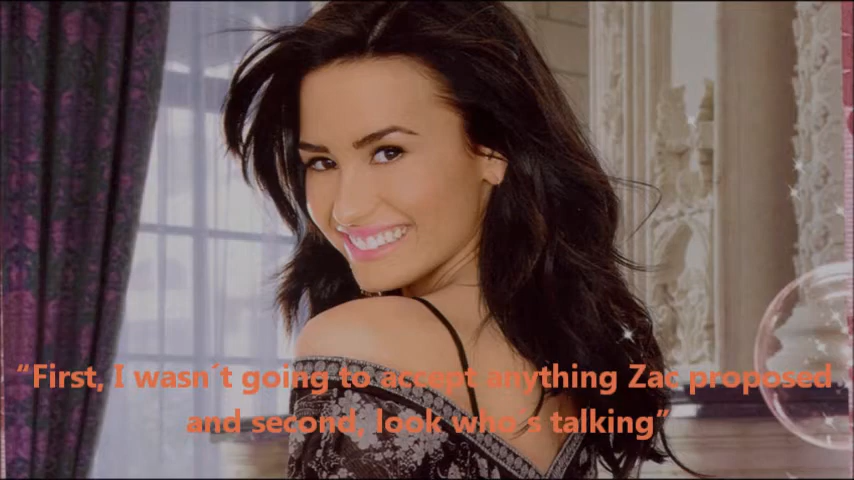 “First, I wasn´t going to accept anything Zac proposed
and second, look who´s talking”